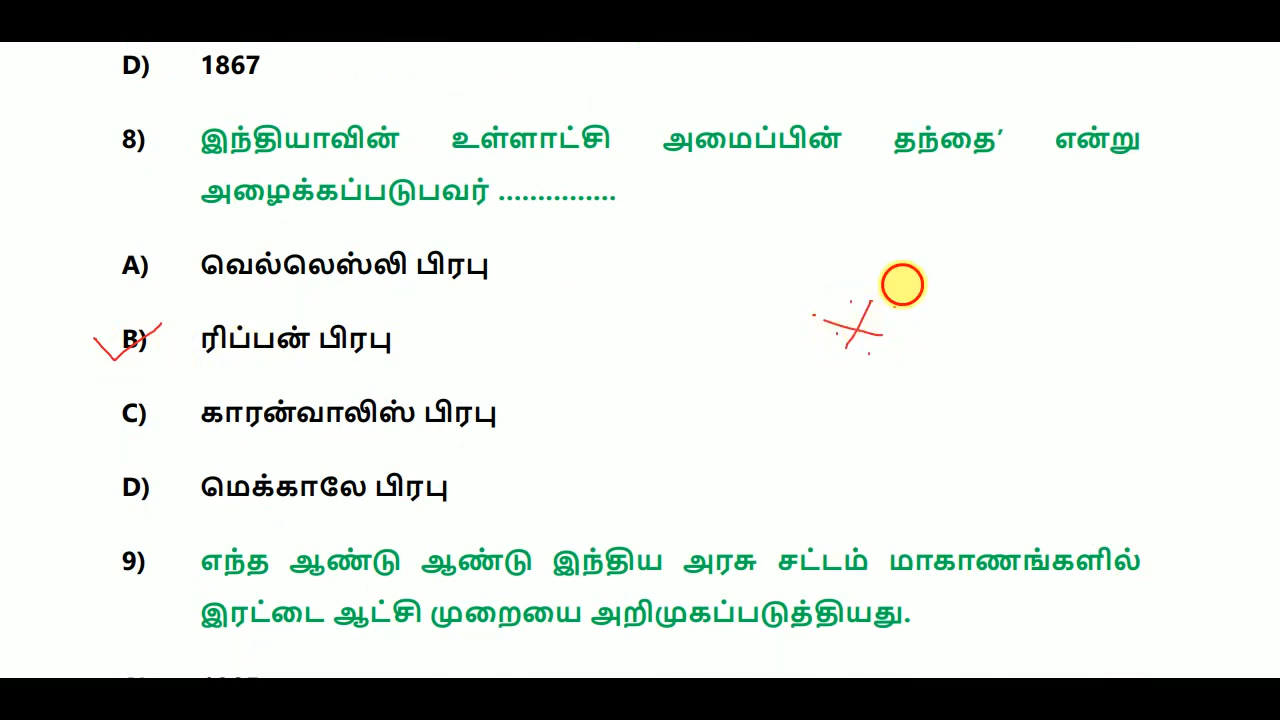 D) 1867
8) இந்தியாவின் உள்ளாட்சி அமைப்பின் தந்தை’ என்று
அழைக்கப்படுபவர் ...............
A) வெல்லெஸ்லி பிரபு
B) ரிப்பன் பிரபு
C) காரன்வாலிஸ் பிரபு
D) மெக்காலே பிரபு
9) எந்த ஆண்டு ஆண்டு இந்திய அரசு சட்டம் மாகாணங்களில்
இரட்டை ஆட்சி முறையை அறிமுகப்படுத்தியது.